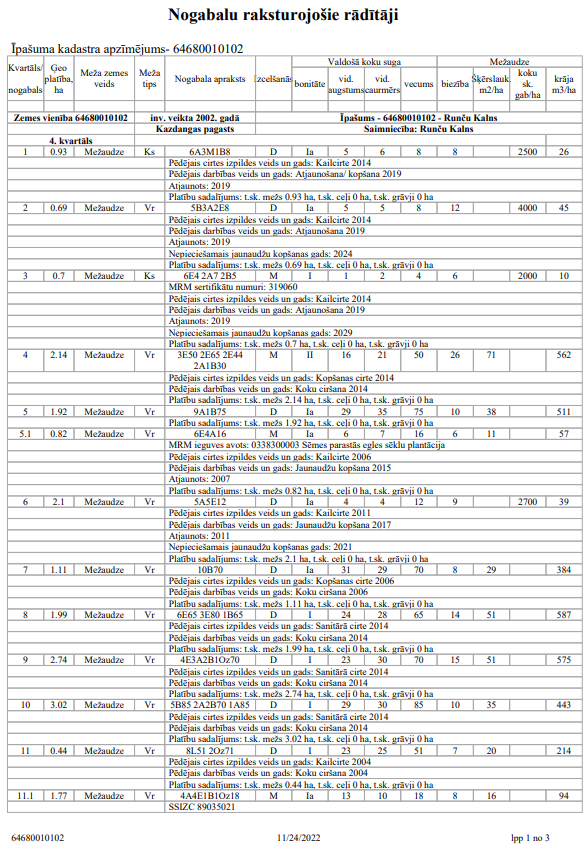 Nogabalu raksturojošie rādītāji
Īpašuma kadastra apzīmējums- 64680010102
Kvartāls/ nogabals Ģeo platība, ha Meža zemes veids Meža tips Nogabala apraksts Izcelšanās Valdošā koku suga Mežaudze
bonitāte vid. augstums vid. caurmērs vecums biezība Šķērslauk. m2/ha koku sk. gab/ha krāja m3/ha
Zemes vienība 64680010102 inv. veikta 2002. gadā Īpašums - 64680010102 - Runču Kalns
Kazdangas pagasts Saimniecība: Runču Kalns
4. kvartāls
1 0.93 Mežaudze Ks 6A3M1B8 D Ia 5 6 8 8 2500 26
Pēdējais cirtes izpildes veids un gads: Kailcirte 2014
Pēdējais darbības veids un gads: Atjaunošana/ kopšana 2019
Atjaunots: 2019
Platību sadalījums: t.sk. mežs 0.93 ha, t.sk. ceļi 0 ha, t.sk. grāvji 0 ha
2 0.69 Mežaudze Vr 5B3A2E8 D Ia 5 5 8 12 4000 45
Pēdējais cirtes izpildes veids un gads: Kailcirte 2014
Pēdējais darbības veids un gads: Atjaunošana 2019
Atjaunots: 2019
Nepieciešamais jaunaudžu kopšanas gads: 2024
Platību sadalījums: t.sk. mežs 0.69 ha, t.sk. ceļi 0 ha, t.sk. grāvji 0 ha
3 0.7 Mežaudze Ks 6E4 2A7 2B5 M I 1 2 4 6 2000 10
MRM sertifikātu numuri: 319060
Pēdējais cirtes izpildes veids un gads: Kailcirte 2014
Pēdējais darbības veids un gads: Atjaunošana 2019
Atjaunots: 2019
Nepieciešamais jaunaudžu kopšanas gads: 2029
Platību sadalījums: t.sk. mežs 0.7 ha, t.sk. ceļi 0 ha, t.sk. grāvji 0 ha
4 2.14 Mežaudze Vr 3E50 2E65 2E44 M II 16 21 50 26 71 562
2A1B30
Pēdējais cirtes izpildes veids un gads: Kopšanas cirte 2014
Pēdējais darbības veids un gads: Koku ciršana 2014
Platību sadalījums: t.sk. mežs 2.14 ha, t.sk. ceļi 0 ha, t.sk. grāvji 0 ha
5 1.92 Mežaudze Vr 9A1B75 D Ia 29 35 75 10 38 511
Platību sadalījums: t.sk. mežs 1.92 ha, t.sk. ceļi 0 ha, t.sk. grāvji 0 ha
5.1 0.82 Mežaudze Vr 6E4A16 M Ia 6 7 16 6 11 57
MRM ieguves avots: 0338300003 Sēmes parastās egles sēklu plantācija
Pēdējais cirtes izpildes veids un gads: Kailcirte 2006
Pēdējais darbības veids un gads: Jaunaudžu kopšana 2015
Atjaunots: 2007
Platību sadalījums: t.sk. mežs 0.82 ha, t.sk. ceļi 0 ha, t.sk. grāvji 0 ha
6 2.1 Mežaudze Vr 5A5E12 D Ia 4 4 12 9 2700 39
Pēdējais cirtes izpildes veids un gads: Kailcirte 2011
Pēdējais darbības veids un gads: Jaunaudžu kopšana 2017
Atjaunots: 2011
Nepieciešamais jaunaudžu kopšanas gads: 2021
Platību sadalījums: t.sk. mežs 2.1 ha, t.sk. ceļi 0 ha, t.sk. grāvji 0 ha
7 1.11 Mežaudze Vr 10B70 D Ia 31 29 70 8 29 384
Pēdējais cirtes izpildes veids un gads: Kopšanas cirte 2006
Pēdējais darbības veids un gads: Koku ciršana 2006
Platību sadalījums: t.sk. mežs 1.11 ha, t.sk. ceļi 0 ha, t.sk. grāvji 0 ha
8 1.99 Mežaudze Vr 6E65 3E80 1B65 D I 24 28 65 14 51 587
Pēdējais cirtes izpildes veids un gads: Sanitārā cirte 2014
Pēdējais darbības veids un gads: Koku ciršana 2014
Platību sadalījums: t.sk. mežs 1.99 ha, t.sk. ceļi 0 ha, t.sk. grāvji 0 ha
9 2.74 Mežaudze Vr 4E3A2B1Oz70 D I 23 30 70 15 51 575
Pēdējais cirtes izpildes veids un gads: Sanitārā cirte 2014
Pēdējais darbības veids un gads: Koku ciršana 2014
Platību sadalījums: t.sk. mežs 2.74 ha, t.sk. ceļi 0 ha, t.sk. grāvji 0 ha
10 3.02 Mežaudze Vr 5B85 2A2B70 1A85 D I 29 30 85 10 35 443
Pēdējais cirtes izpildes veids un gads: Sanitārā cirte 2014
Pēdējais darbības veids un gads: Koku ciršana 2014
Platību sadalījums: t.sk. mežs 3.02 ha, t.sk. ceļi 0 ha, t.sk. grāvji 0 ha
11 0.44 Mežaudze Vr 8L51 2Oz71 D I 23 25 51 7 20 214
Pēdējais cirtes izpildes veids un gads: Kailcirte 2004
Pēdējais darbības veids un gads: Koku ciršana 2004
Platību sadalījums: t.sk. mežs 0.44 ha, t.sk. ceļi 0 ha, t.sk. grāvji 0 ha
11.1 1.77 Mežaudze Vr 4A4E1B1Oz18 M Ia 13 10 18 8 16 94
SSIZC 89035021
64680010102 11/24/2022 lpp 1 no 3